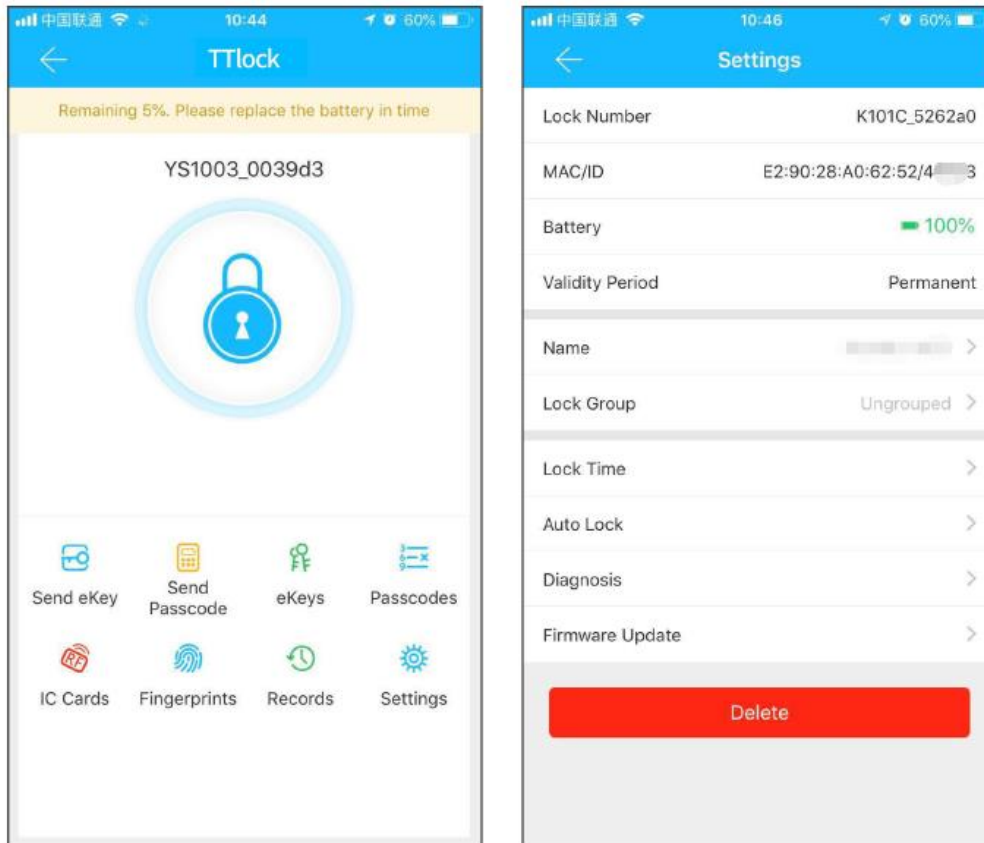 中国联通
10:44
60%
TTlock
Remaining 5%. Please replace the battery in time
YS1003_0039d3
Send eKey
Send
Passcode
eKeys
Passcodes
RF
IC Cards
Fingerprints
Records
Settings
中国联通
10:46
60%
Settings
Lock Number
K101C_5262a0
MAC/ID
E2:90:28:A0:62:52/4 3
Battery
100%
Validity Period
Permanent
Name
Lock Group
Ungrouped
Lock Time
Auto Lock
Diagnosis
Firmware Update
Delete